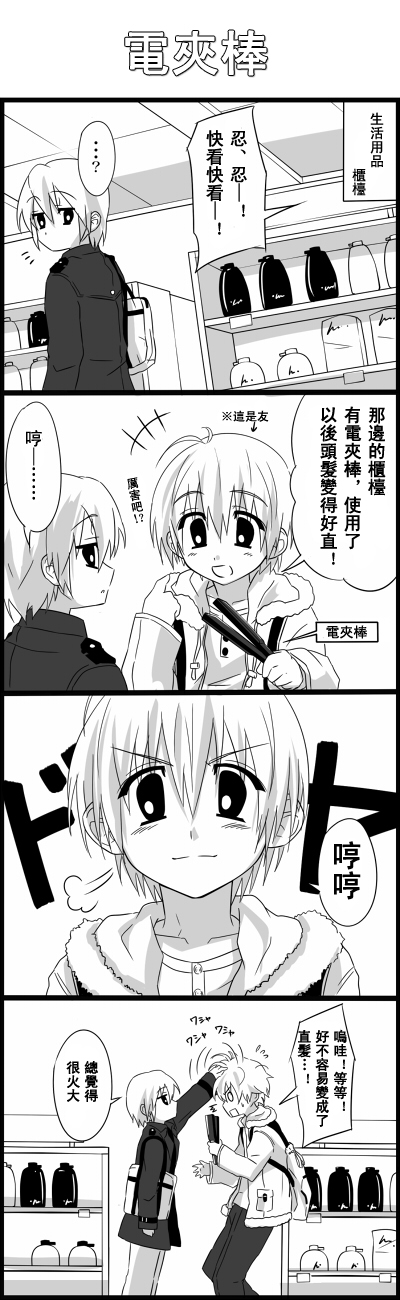 電夾棒
生活用品
櫃檯
忍、忍─！
快看快看─！
…?
那邊的櫃檯
有電夾棒，使用了
以後頭髮變得好直！
※這是友
厲害吧!?
哼
─……
電夾棒
哼哼
ドヤ
嗚哇！等等！
好不容易變成了
直髮…！
ワシャ
ワシャ
ワシャ
總覺得
很火大